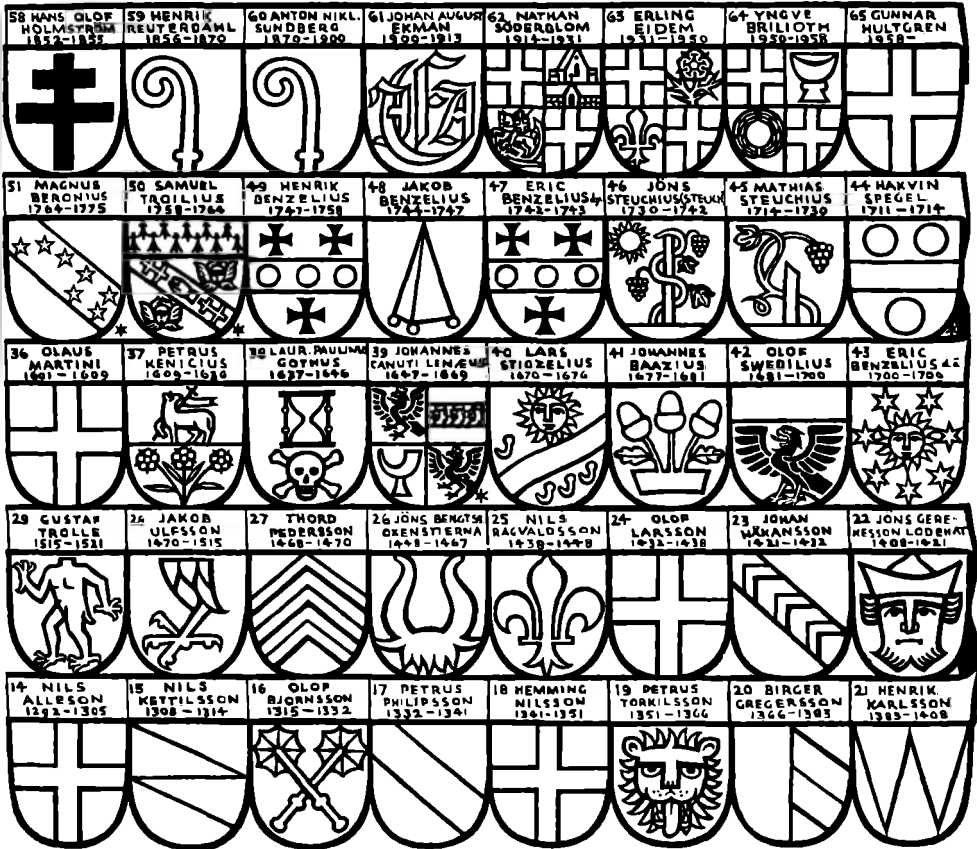 58 HANS OLOF
HOLMSTRÖM
1852-1855
59 HENRIK
REUTERDAHL
1856-1870
60 ANTON NIKL.
SUNDBERG
1870-1900
61 JOHAN AUGUST
EKMAN
1900-1913
62 NATHAN
SÖDERBLOM
1914-1931
63 ERLING
EIDEM
1931-1950
64 YNGVE
BRILIOTH
1950-1958
65 GUNNAR
HULTGREN
1958-
51 MAGNUS
BERONIUS
1764-1775
50 SAMUEL
TROILIUS
1758-1764
49 HENRIK
BENZELIUS
1747-1758
48 JAKOB
BENZELIUS
1744-1747
47 ERIC
BENZELIUS
1742-1743
46 JÖNS
STEUCHIUS
1730-1742
45 MATHIAS
STEUCHIUS
1714-1730
44 HAKVIN
SPEGEL
1711-1714
36 OLAUS
MARTINI
1601-1609
37 PETRUS
KENICIUS
1609-1636
38 LAUR. PAULINUS
GOTHUS
1637-1646
39 JOHANNES
CANUTI LENÆUS
1647-1669
40 LARS
STIGZELIUS
1670-1676
41 JOHANNES
BAAZIUS
1677-1681
42 OLOF
SWEBILIUS
1681-1700
43 ERIC
BENZELIUS d.ä
1700-1709
29 GUSTAF
TROLLE
1515-1521
JAKOB
ULFSSON
1470-1515
27 THORD
PEDERSSON
1468-1470
26 JÖNS BENGTSN
OXENSTIERNA
1448-1467
25 NILS
RAGVALDSSON
1438-1448
24 OLOF
LARSSON
1432-1438
23 JOHAN
HÅKANSSON
1421-1432
22 JÖNS GERE-
KESSON LODEHAT
1408-1421
14 NILS
ALLESON
1292-1305
15 NILS
KETTILSSON
1308-1314
16 OLOF
BJÖRNSSON
1315-1332
17 PETRUS
PHILIPSSON
1332-1341
18 HEMMING
NILSSON
1341-1351
19 PETRUS
TORKILSSON
1351-1366
20 BIRGER
GREGERSSON
1366-1383
21 HENRIK
KARLSSON
1383-1408